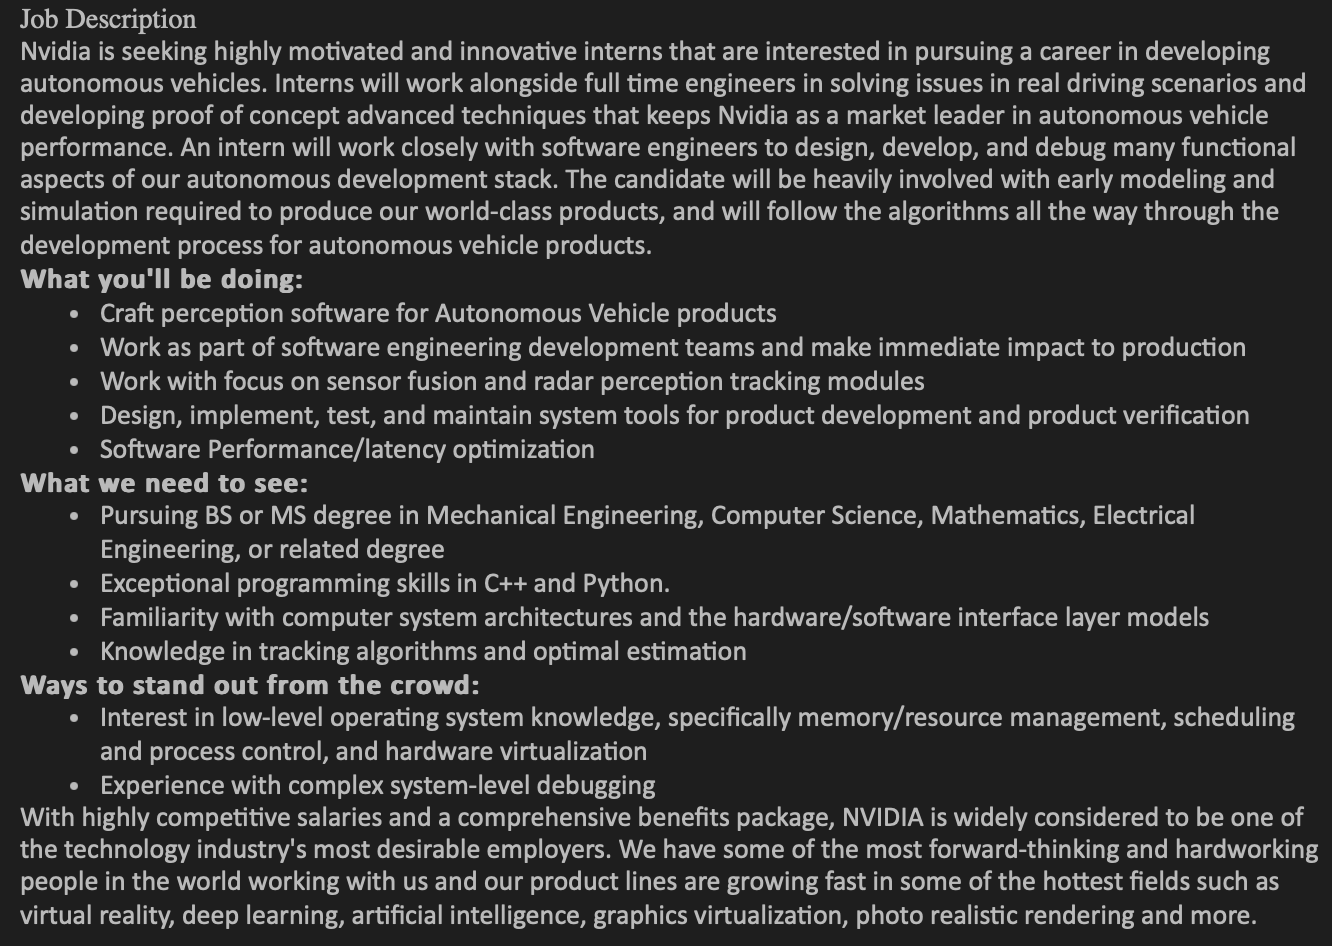 Job Description
Nvidia is seeking highly motivated and innovative interns that are interested in pursuing a career in developing
autonomous vehicles. Interns will work alongside full time engineers in solving issues in real driving scenarios and
developing proof of concept advanced techniques that keeps Nvidia as a market leader in autonomous vehicle
performance. An intern will work closely with software engineers to design, develop, and debug many functional
aspects of our autonomous development stack. The candidate will be heavily involved with early modeling and
simulation required to produce our world-class products, and will follow the algorithms all the way through the
development process for autonomous vehicle products.
What you'll be doing:
• Craft perception software for Autonomous Vehicle products
• Work as part of software engineering development teams and make immediate impact to production
• Work with focus on sensor fusion and radar perception tracking modules
• Design, implement, test, and maintain system tools for product development and product verification
• Software Performance/latency optimization
What we need to see:
• Pursuing BS or MS degree in Mechanical Engineering, Computer Science, Mathematics, Electrical
Engineering, or related degree
• Exceptional programming skills in C++ and Python.
• Familiarity with computer system architectures and the hardware/software interface layer models
• Knowledge in tracking algorithms and optimal estimation
Ways to stand out from the crowd:
• Interest in low-level operating system knowledge, specifically memory/resource management, scheduling
and process control, and hardware virtualization
• Experience with complex system-level debugging
With highly competitive salaries and a comprehensive benefits package, NVIDIA is widely considered to be one of
the technology industry's most desirable employers. We have some of the most forward-thinking and hardworking
people in the world working with us and our product lines are growing fast in some of the hottest fields such as
virtual reality, deep learning, artificial intelligence, graphics virtualization, photo realistic rendering and more.